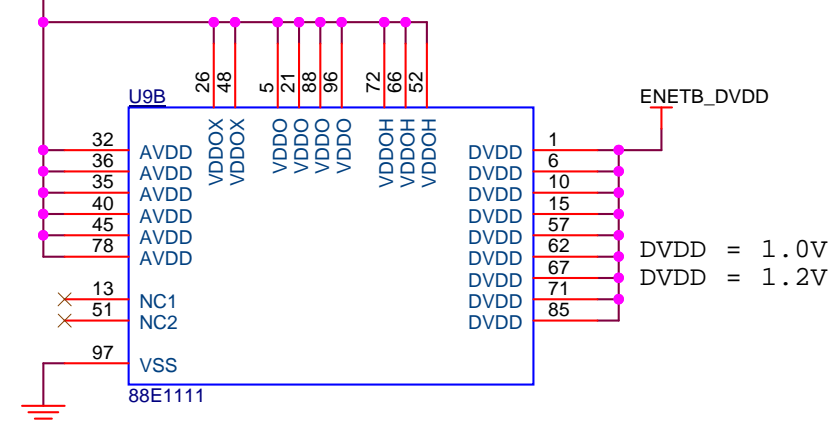 26
48
5
21
88
96
72
66
52
U9B
ENETB_DVDD
VDDOX
VDDOX
VDDO
VDDO
VDDO
VDDO
VDDOH
VDDOH
VDDOH
32 AVDD
36 AVDD
35 AVDD
40 AVDD
45 AVDD
78 AVDD
13 NC1
51 NC2
97 VSS
DVDD 1
DVDD 6
DVDD 10
DVDD 15
DVDD 57
DVDD 62
DVDD 67
DVDD 71
DVDD 85
DVDD = 1.0V
DVDD = 1.2V
88E1111